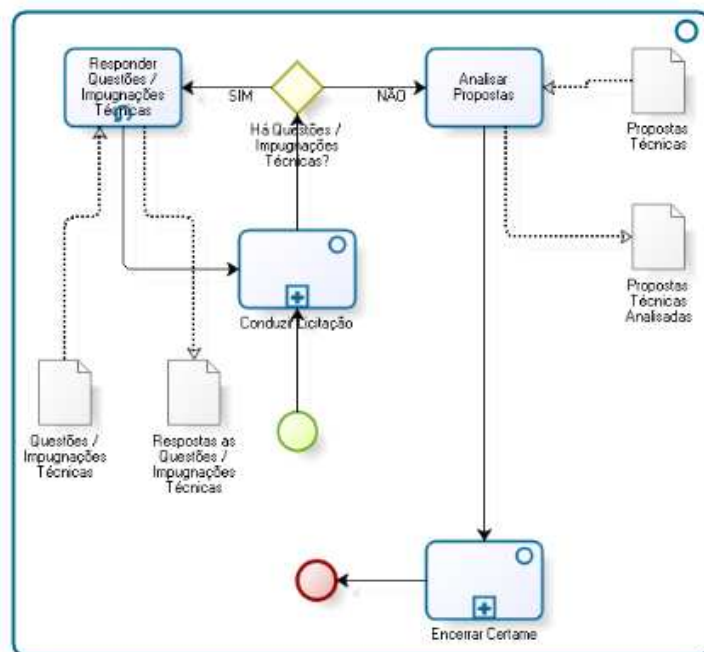 Responder
Questões /
Impugnações
Técnicas
SIM
NÃO
Há Questões /
Impugnações
Técnicas?
Analisar
Propostas
Propostas
Técnicas
Conduzir Licitação
Propostas
Técnicas
Analisadas
Questões /
Impugnações
Técnicas
Respostas as
Questões /
Impugnações
Técnicas
Encerrar Certame